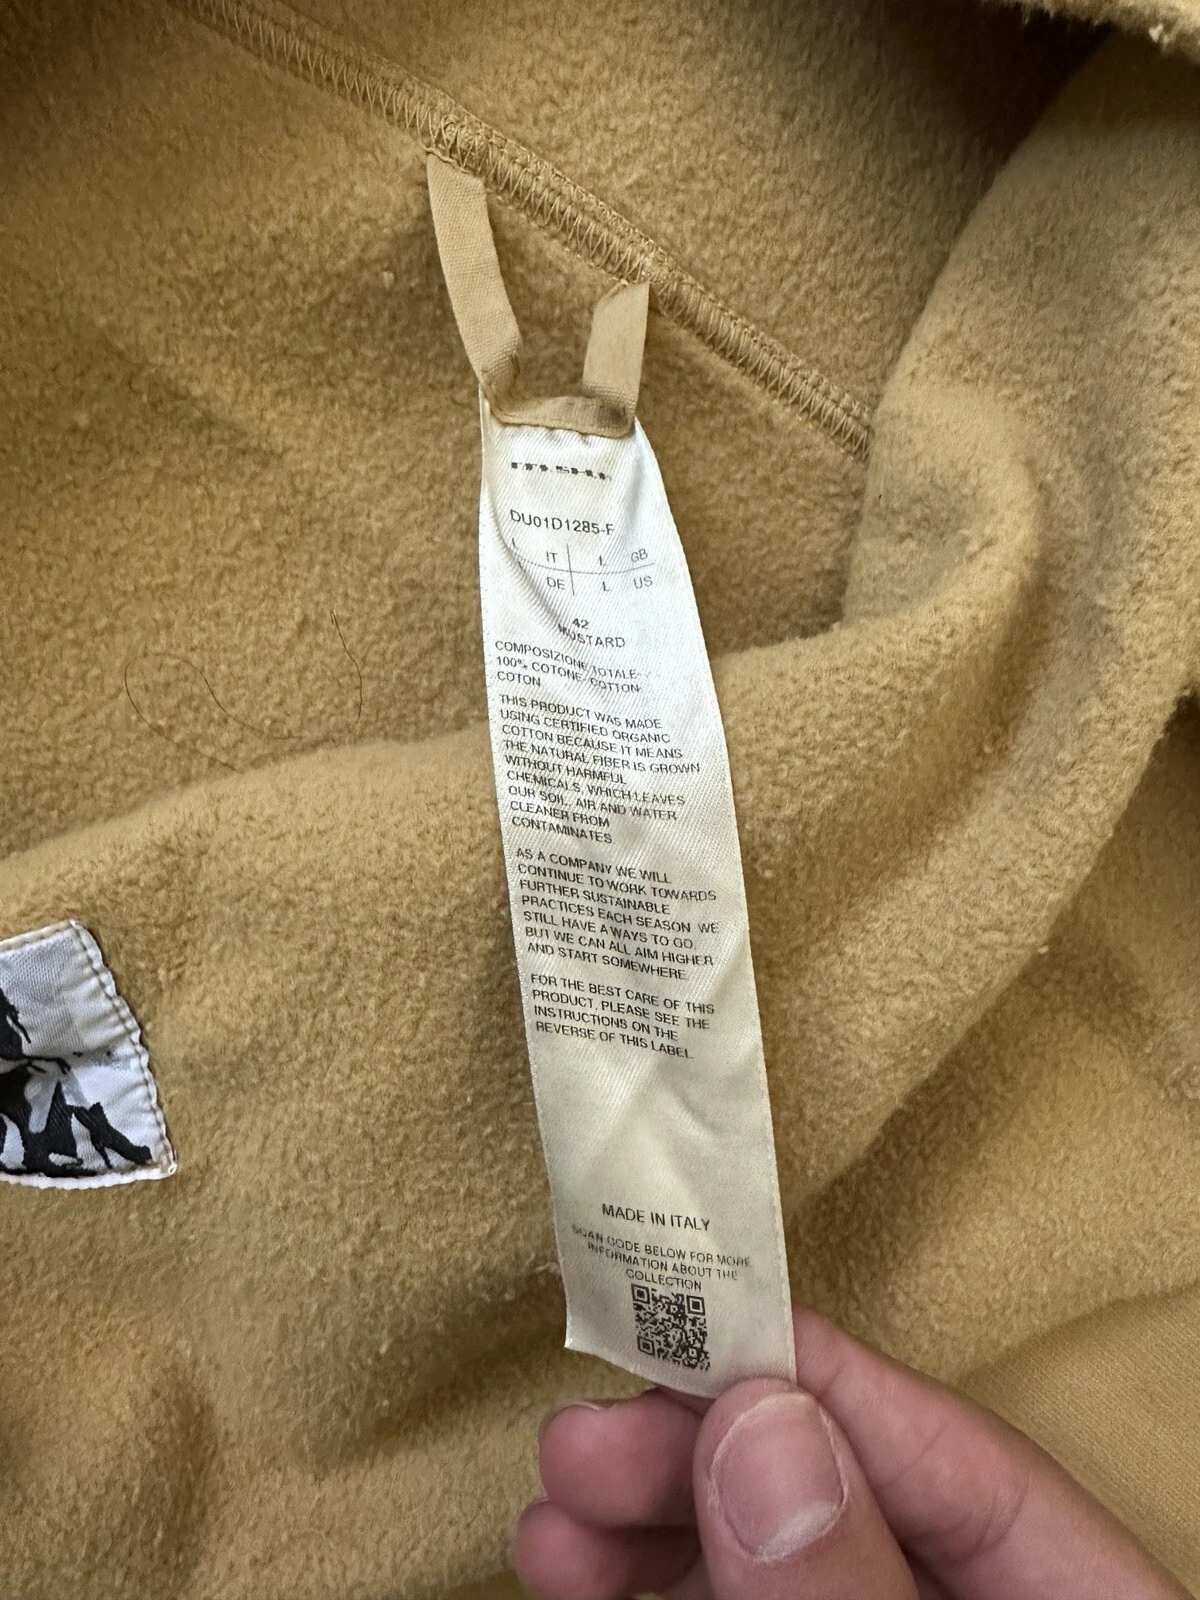 DU01D1285-F
L IT L GB
DE L US
42
MUSTARD
COMPOSIZIONE TOTALE
100% COTONE-COTTON-
COTON
THIS PRODUCT WAS MADE
USING CERTIFIED ORGANIC
COTTON BECAUSE IT MEANS
THE NATURAL FIBER IS GROWN
WITHOUT HARMFUL
CHEMICALS, WHICH LEAVES
OUR SOIL, AIR AND WATER
CLEANER FROM
CONTAMINATES.
AS A COMPANY WE WILL
CONTINUE TO WORK TOWARDS
FURTHER SUSTAINABLE
PRACTICES EACH SEASON. WE
STILL HAVE A WAYS TO GO,
BUT WE CAN ALL AIM HIGHER
AND START SOMEWHERE.
FOR THE BEST CARE OF THIS
PRODUCT, PLEASE SEE THE
INSTRUCTIONS ON THE
REVERSE OF THIS LABEL.
MADE IN ITALY
SCAN CODE BELOW FOR MORE
INFORMATION ABOUT THE
COLLECTION